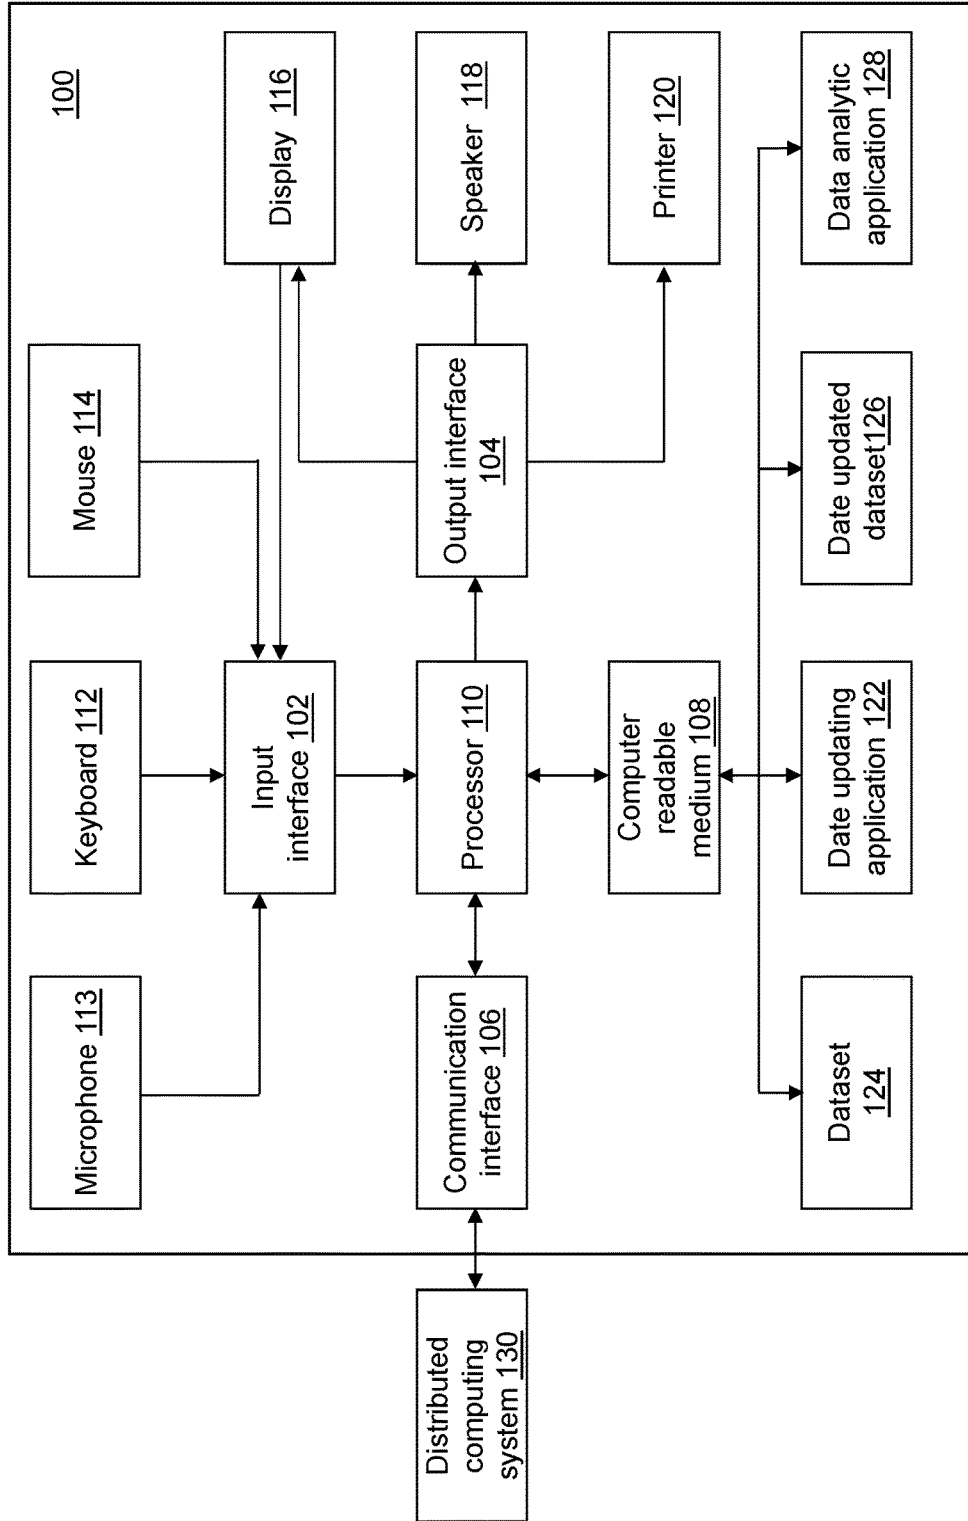 100
Microphone 113
Keyboard 112
Mouse 114
Input
interface 102
Display 116
Distributed
computing
system 130
Communication
interface 106
Processor 110
Output interface
104
Speaker 118
Computer
readable
medium 108
Printer 120
Dataset
124
Date updating
application 122
Date updated
dataset126
Data analytic
application 128